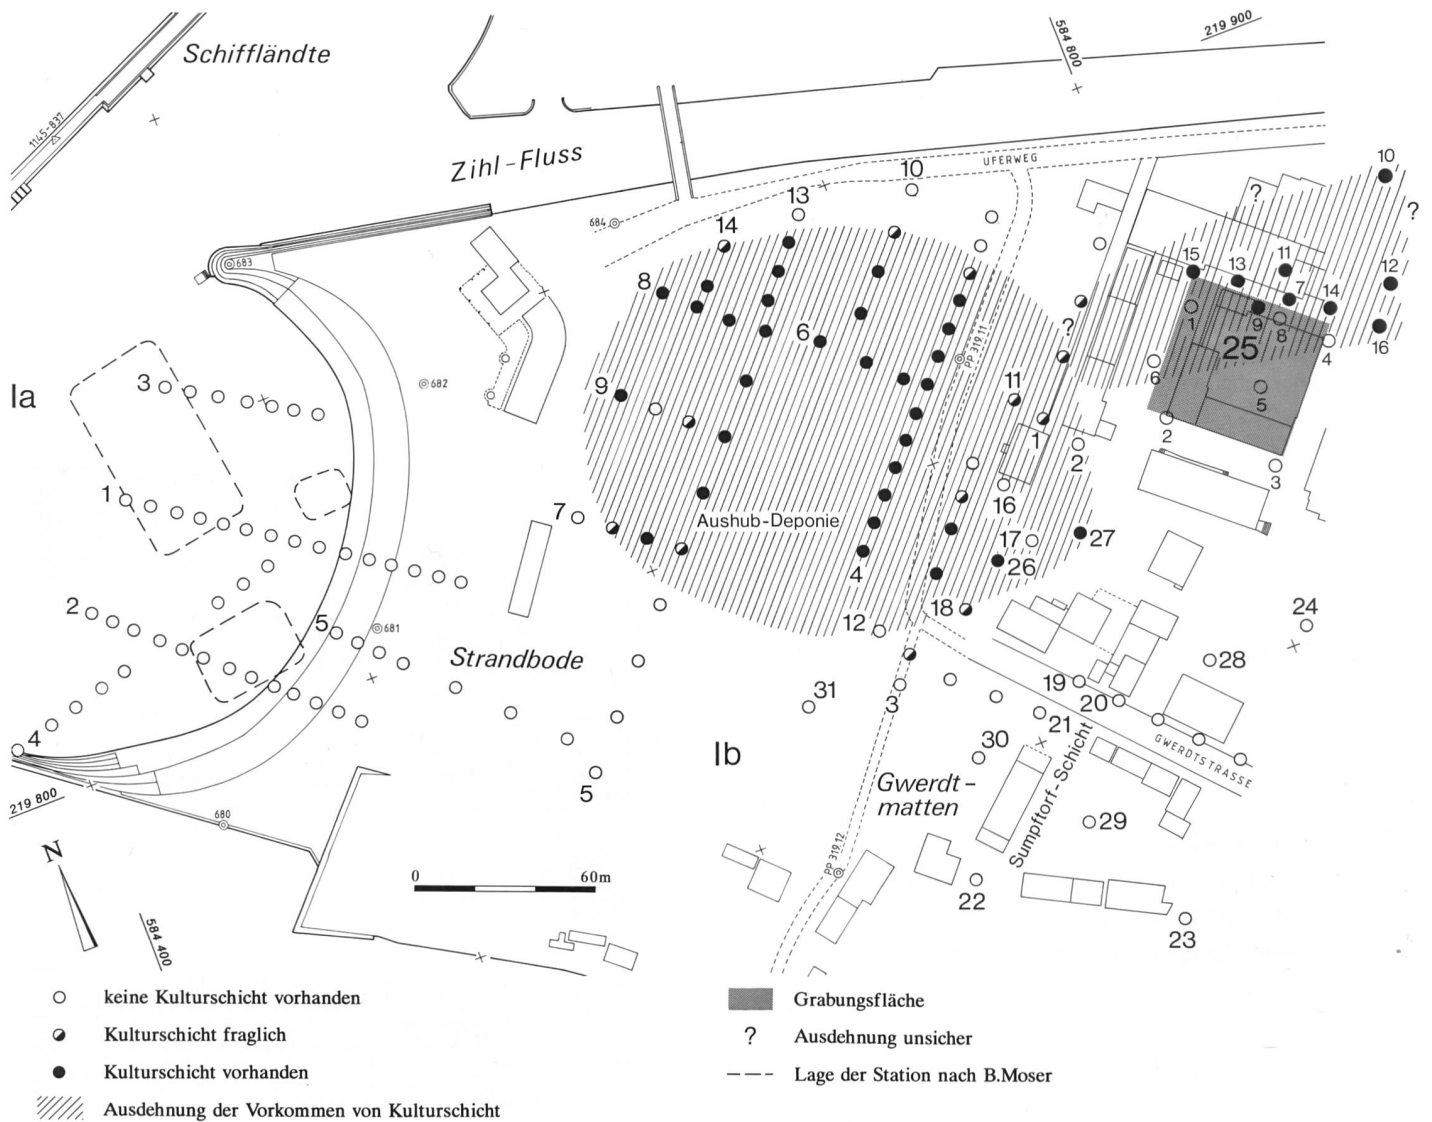 Schiffländte
1145-837
Zihl-Fluss
584 800
219 900
UFERWEG
684
683
682
681
680
10
13
14
8
6
9
7
Ia
3
1
2
5
4
Strandbode
5
Aushub-Deponie
4
12
PP 319.11
11
1
2
16
17
26
27
18
?
?
?
10
15
13
11
7
14
12
16
1
9
8
4
25
6
5
2
3
24
28
19
20
21
GWERDTSTRASSE
31
3
30
Ib
Gwerdt-
matten
Sumpftorf-Schicht
29
PP 319.12
22
23
219 800
N
0 60m
584 400
keine Kulturschicht vorhanden
Kulturschicht fraglich
Kulturschicht vorhanden
Ausdehnung der Vorkommen von Kulturschicht
Grabungsfläche
? Ausdehnung unsicher
Lage der Station nach B.Moser